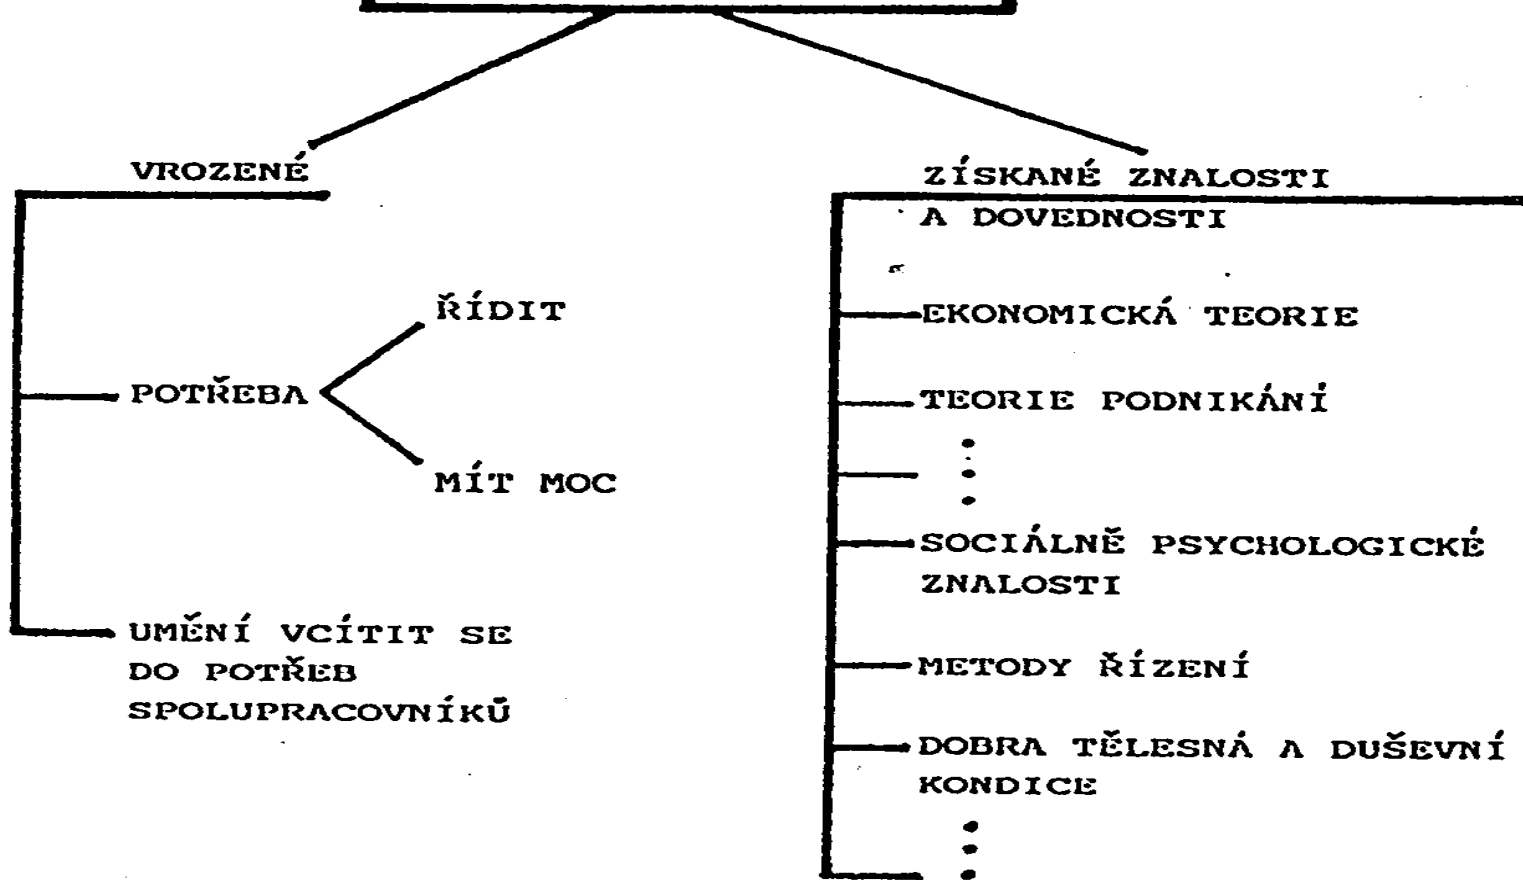 VROZENÉ
ŘÍDIT
POTŘEBA
MÍT MOC
UMĚNÍ VCÍTIT SE
DO POTŘEB
SPOLUPRACOVNÍKŮ
ZÍSKANÉ ZNALOSTI
A DOVEDNOSTI
EKONOMICKÁ TEORIE
TEORIE PODNIKÁNÍ
SOCIÁLNĚ PSYCHOLOGICKÉ
ZNALOSTI
METODY ŘÍZENÍ
DOBRA TĚLESNÁ A DUŠEVNÍ
KONDICE